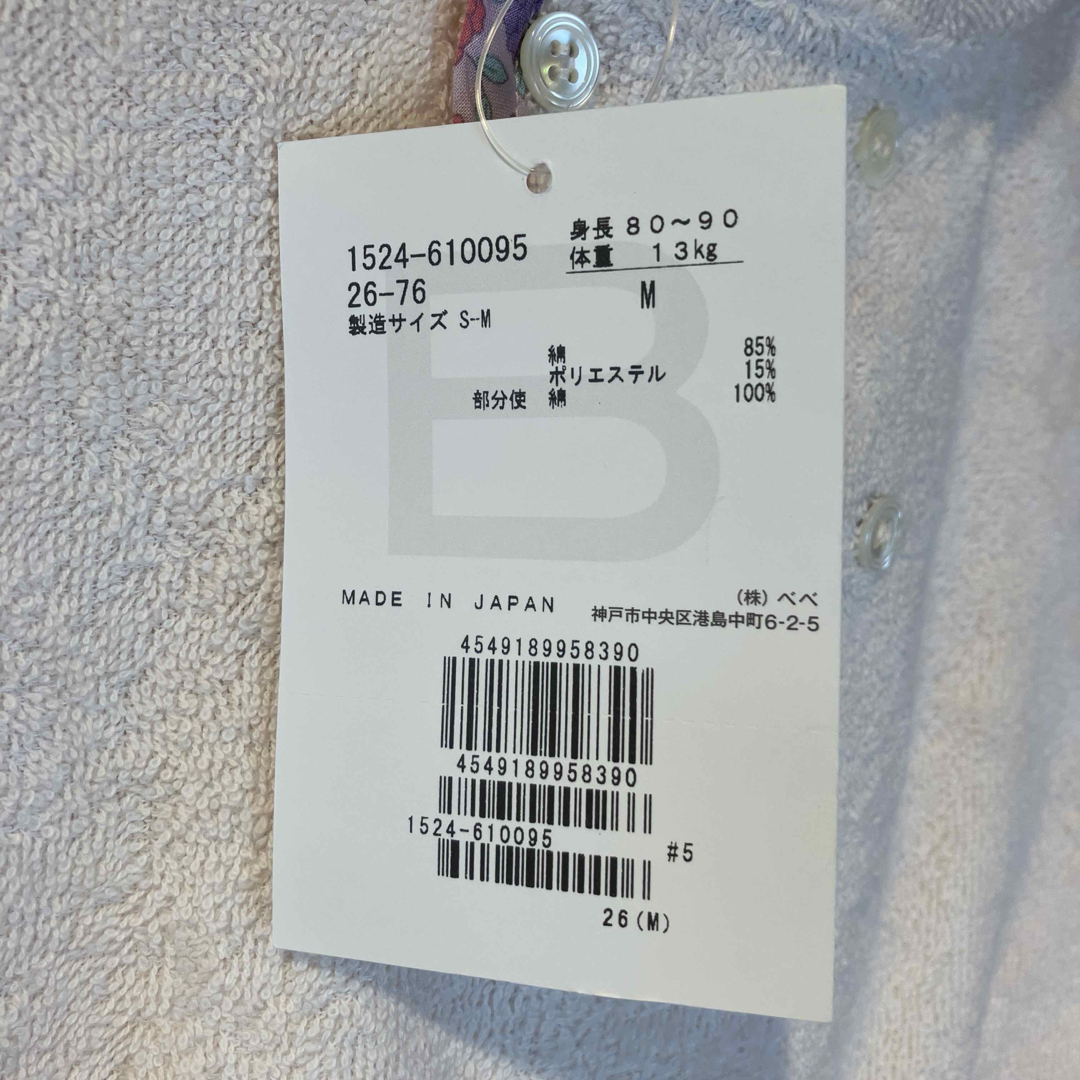 1524-610095
身長 80〜90
体重 13kg
26-76
M
製造サイズ S-M
綿 85%
ポリエステル 15%
部分使 綿 100%
B
MADE IN JAPAN
(株)べべ
神戸市中央区港島中町6-2-5
4549189958390
4549189958390
1524-610095
#5
26(M)